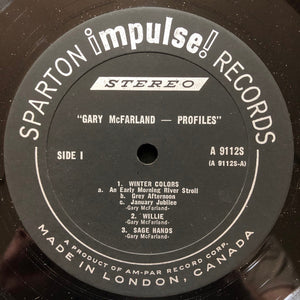 SPARTON impulse! RECORDS
STEREO
"GARY McFARLAND — PROFILES"
SIDE I
A 9112S
(A 9112S-A)
1. WINTER COLORS
a. An Early Morning River Stroll
b. Grey Afternoon
c. January Jubilee
-Gary McFarland-
2. WILLIE
-Gary McFarland-
3. SAGE HANDS
-Gary McFarland-
A PRODUCT OF AM-PAR RECORD CORP.
MADE IN LONDON, CANADA